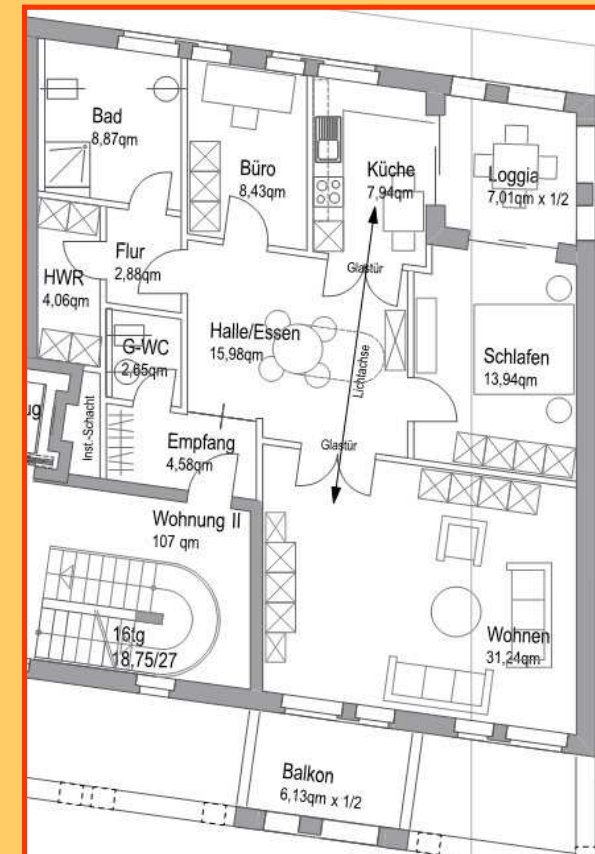 Bad
8,87qm
Büro
8,43qm
Küche
7,94qm
Loggia
7,01qm x 1/2
Flur
2,88qm
HWR
4,06qm
Glastür
Halle/Essen
15,98qm
G-WC
2,65qm
Lichtachse
Schlafen
13,94qm
ug
Inst.-Schacht
Empfang
4,58qm
Glastür
Wohnung II
107 qm
16tg
18,75/27
Wohnen
31,24qm
Balkon
6,13qm x 1/2